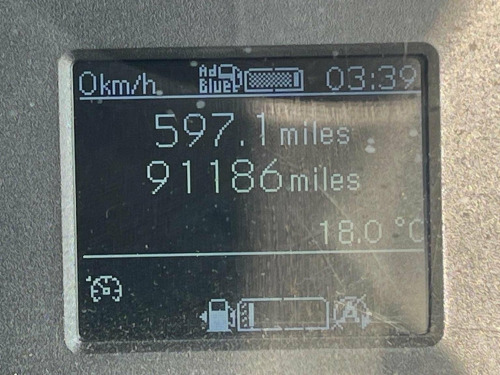 0km/h Ad Blue 03:39
597.1 miles
91186 miles
18.0 °C
A